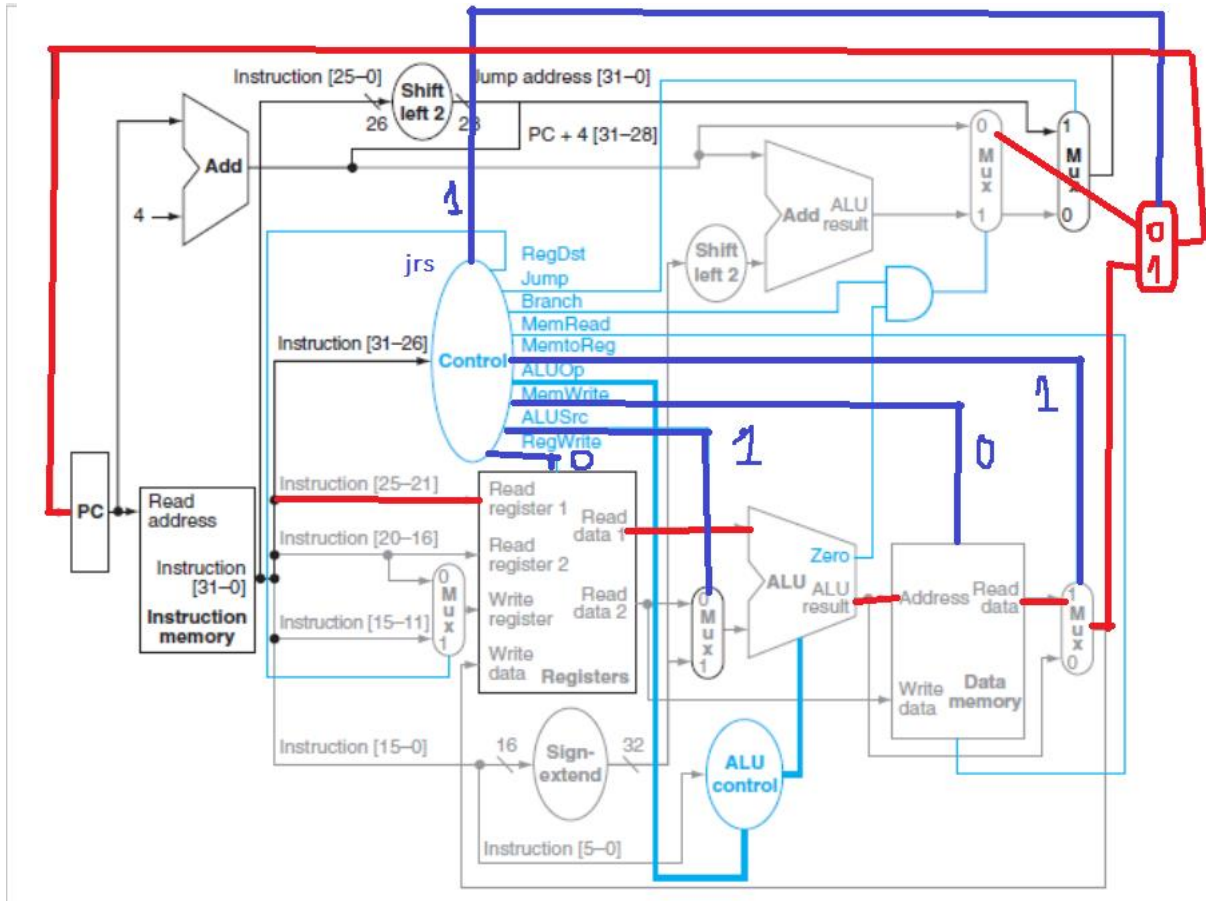 Instruction [25–0]
Shift
left 2
Jump address [31–0]
26
28
PC + 4 [31–28]
Add
4
1
jrs
RegDst
Jump
Branch
MemRead
MemtoReg
ALUOp
MemWrite
ALUSrc
RegWrite
Instruction [31–26]
Control
Shift
left 2
Add
ALU
result
0
M
u
x
1
1
M
u
x
0
0
1
1
0
1
0
PC
Read
address
Instruction
[31–0]
Instruction
memory
Instruction [25–21]
Instruction [20–16]
Instruction [15–11]
Instruction [15–0]
0
M
u
x
1
Read
register 1
Read
register 2
Write
register
Write
data
Read
data 1
Read
data 2
Registers
0
M
u
x
1
Zero
ALU
ALU
result
Address
Read
data
Write
data
Data
memory
1
M
u
x
0
16
Sign-
extend
32
ALU
control
Instruction [5–0]